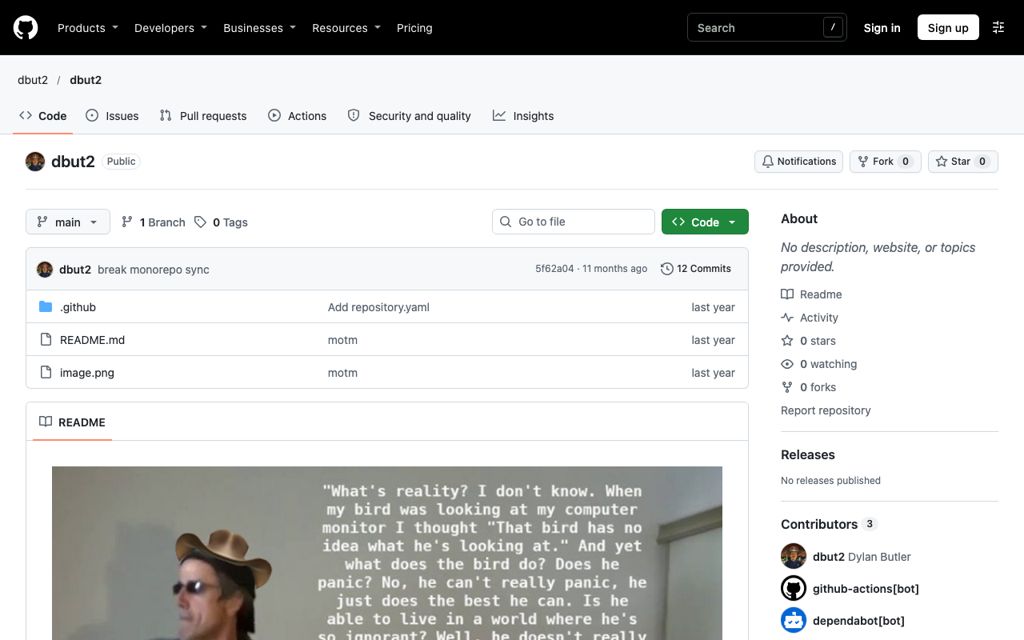 Products
Developers
Businesses
Resources
Pricing
Search
/
Sign in
Sign up
dbut2 / dbut2
Code
Issues
Pull requests
Actions
Security and quality
Insights
dbut2
Public
Notifications
Fork 0
Star 0
main
1 Branch
0 Tags
Go to file
Code
dbut2 break monorepo sync
5f62a04 · 11 months ago
12 Commits
.github
Add repository.yaml
last year
README.md
motm
last year
image.png
motm
last year
README
"What's reality? I don't know. When
my bird was looking at my computer
monitor I thought "That bird has no
idea what he's looking at." And yet
what does the bird do? Does he
panic? No, he can't really panic, he
just does the best he can. Is he
able to live in a world where he's
so ignorant? Well, he doesn't really
About
No description, website, or topics
provided.
Readme
Activity
0 stars
0 watching
0 forks
Report repository
Releases
No releases published
Contributors 3
dbut2 Dylan Butler
github-actions[bot]
dependabot[bot]